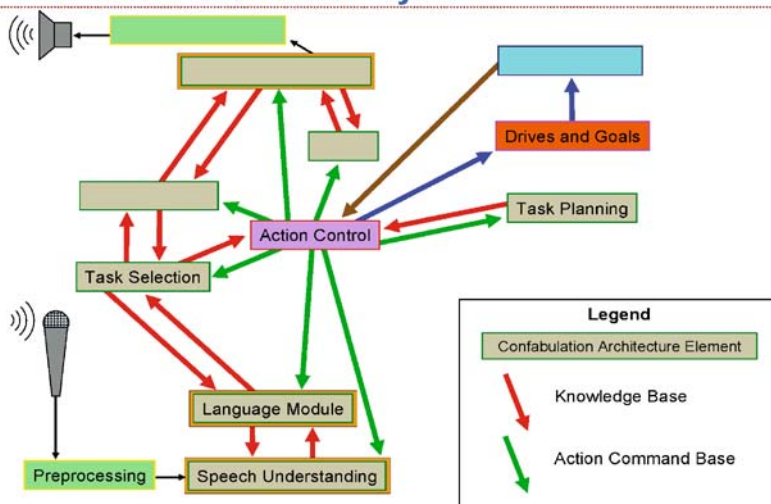 Drives and Goals
Task Planning
Action Control
Task Selection
Language Module
Preprocessing
Speech Understanding
Legend
Confabulation Architecture Element
Knowledge Base
Action Command Base